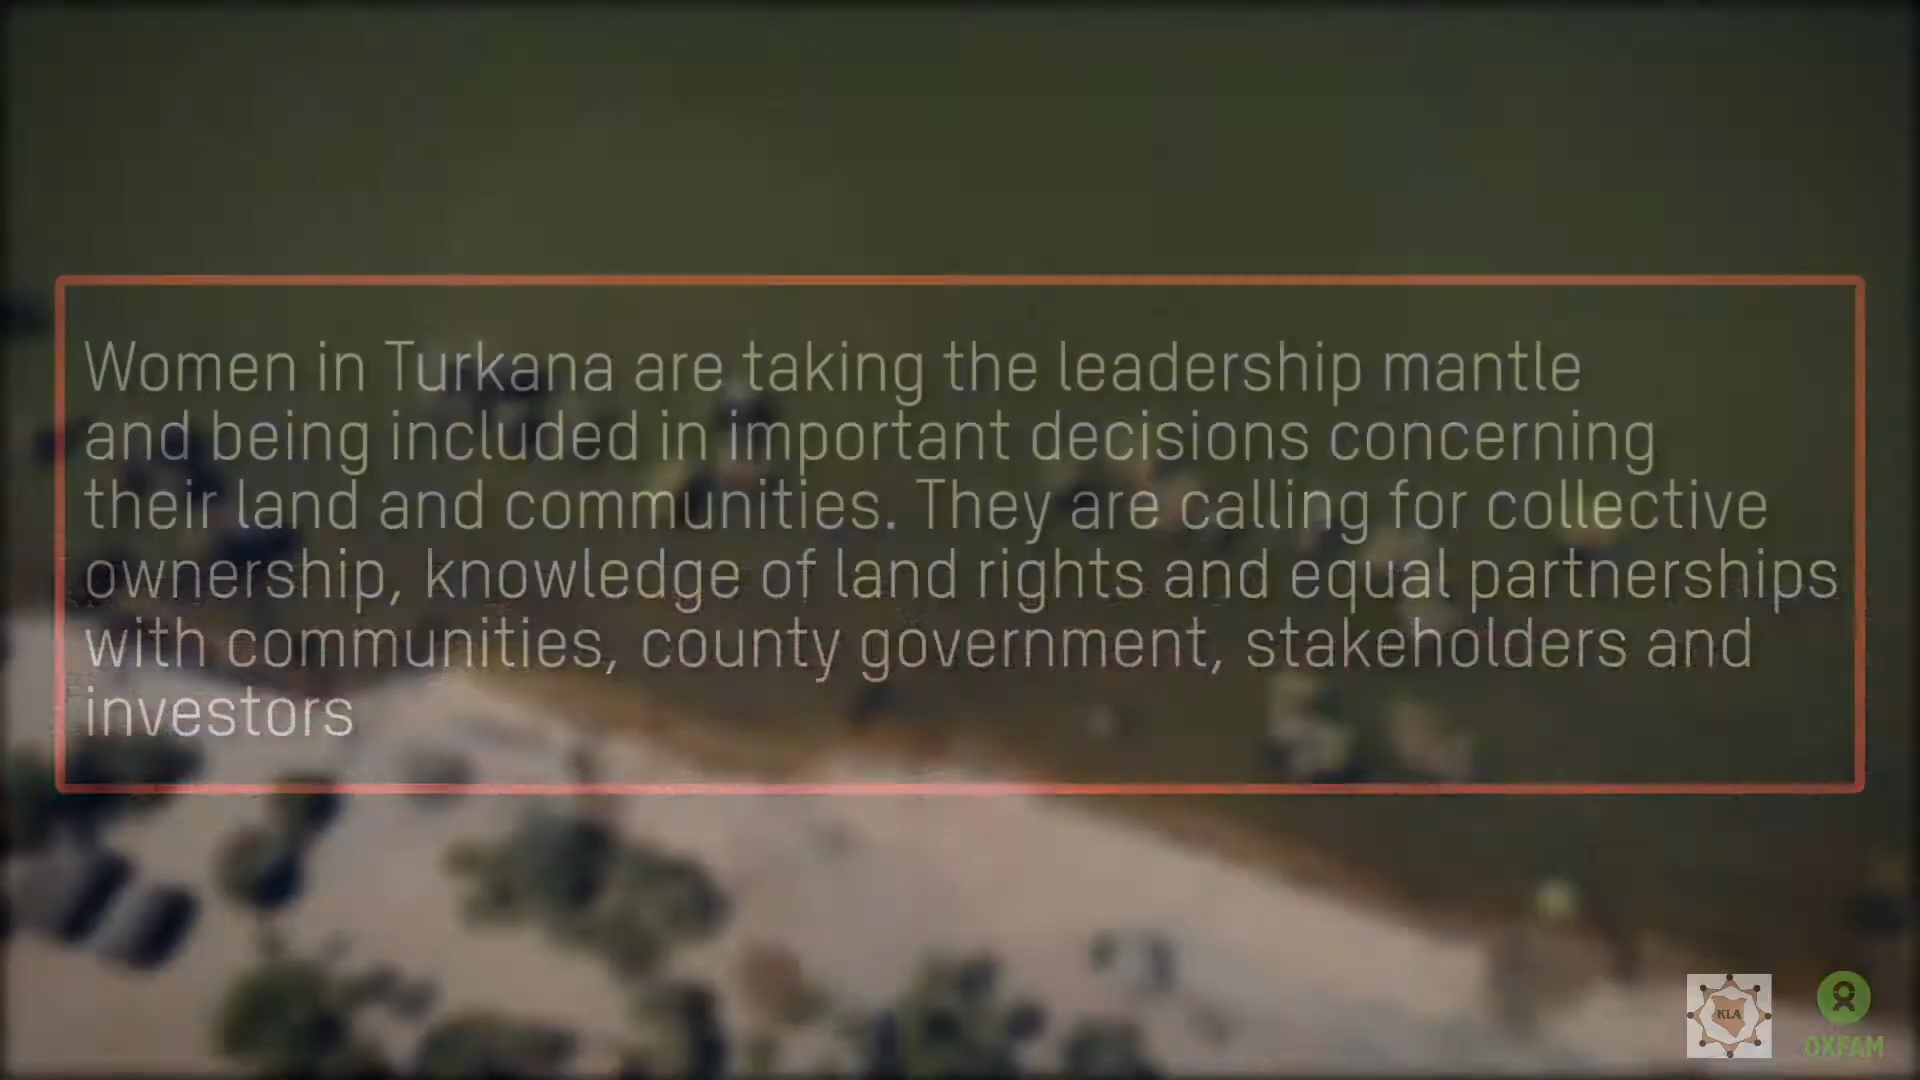 Women in Turkana are taking the leadership mantle
and being included in important decisions concerning
their land and communities. They are calling for collective
ownership, knowledge of land rights and equal partnerships
with communities, county government, stakeholders and
investors
KLA
OXFAM